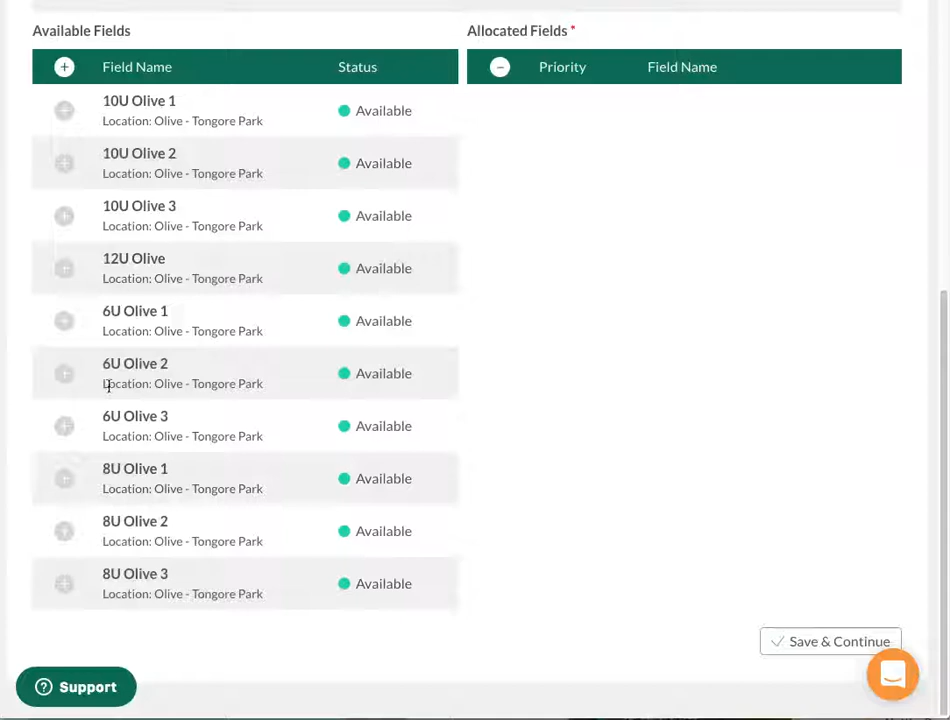 Available Fields
Allocated Fields *
Field Name
Status
Priority
Field Name
10U Olive 1
Location: Olive - Tongore Park
Available
10U Olive 2
Location: Olive - Tongore Park
Available
10U Olive 3
Location: Olive - Tongore Park
Available
12U Olive
Location: Olive - Tongore Park
Available
6U Olive 1
Location: Olive - Tongore Park
Available
6U Olive 2
Location: Olive - Tongore Park
Available
6U Olive 3
Location: Olive - Tongore Park
Available
8U Olive 1
Location: Olive - Tongore Park
Available
8U Olive 2
Location: Olive - Tongore Park
Available
8U Olive 3
Location: Olive - Tongore Park
Available
Save & Continue
Support